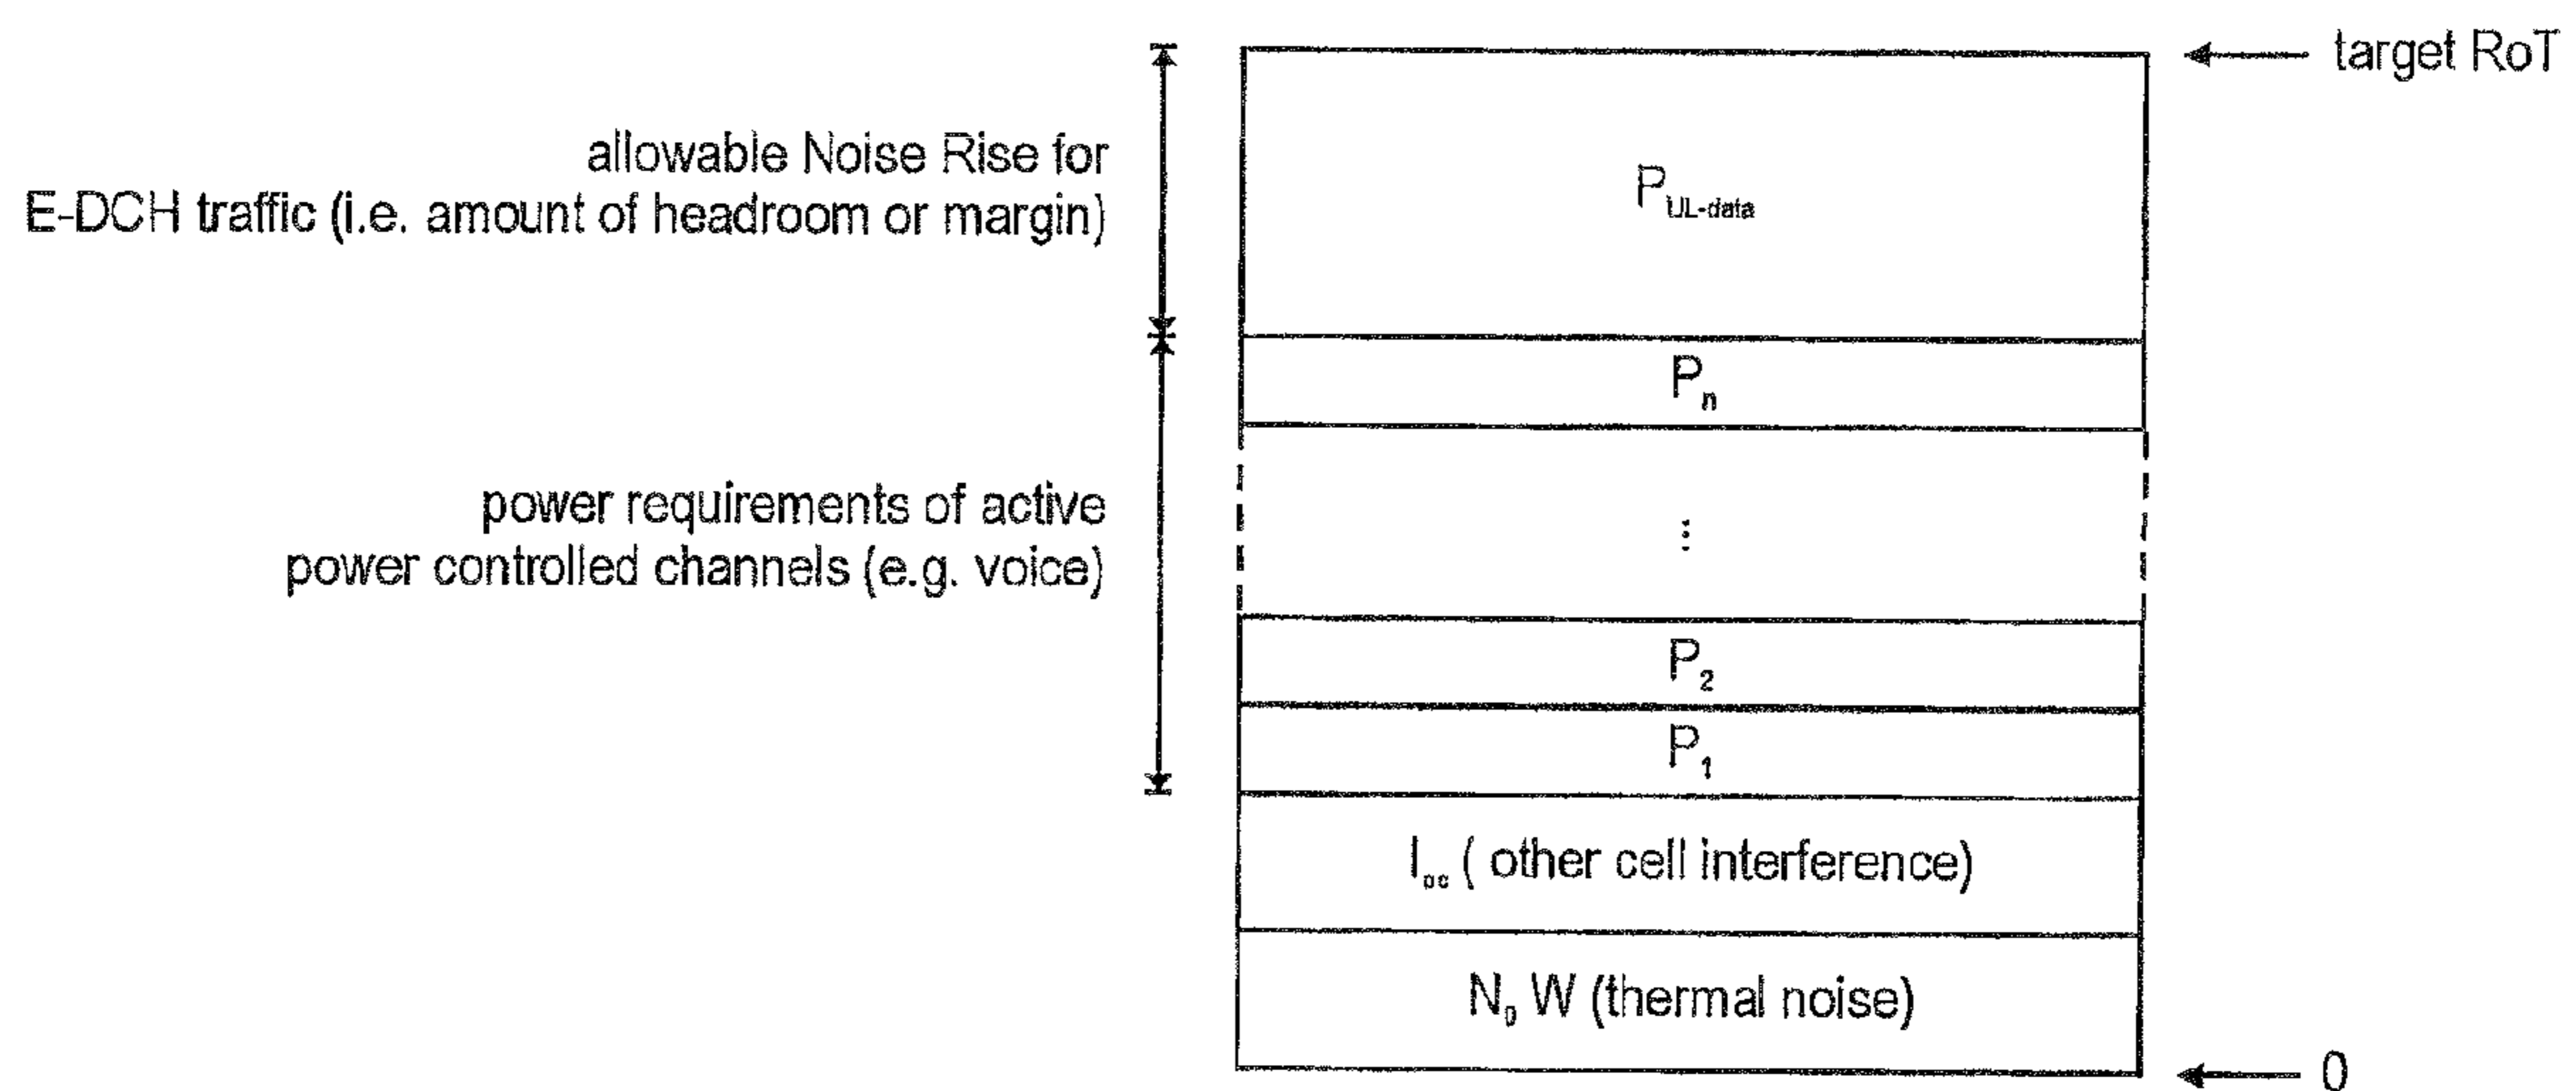 target RoT
allowable Noise Rise for
E-DCH traffic (i.e. amount of headroom or margin)
P_UL-data
P_n
power requirements of active
power controlled channels (e.g. voice)
⋮
P_2
P_1
I_oc ( other cell interference)
N_0 W (thermal noise)
0